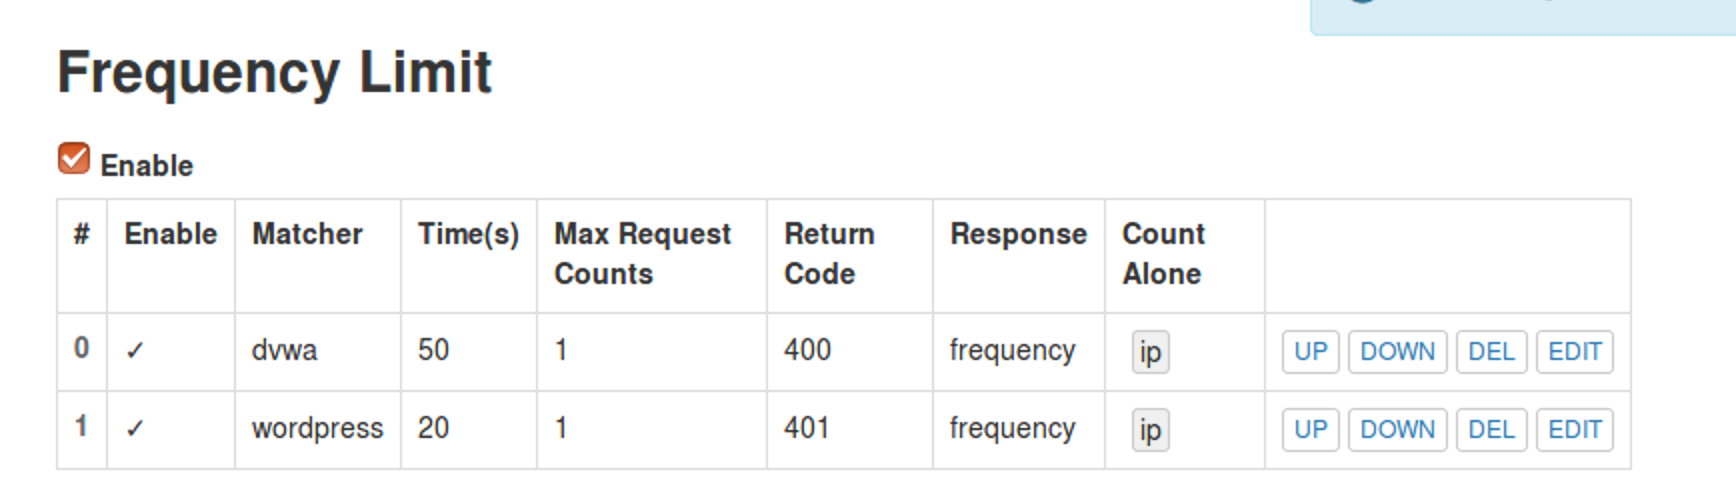 Frequency Limit
Enable
# Enable Matcher Time(s) Max Request Counts Return Code Response Count Alone
0 ✓ dvwa 50 1 400 frequency ip UP DOWN DEL EDIT
1 ✓ wordpress 20 1 401 frequency ip UP DOWN DEL EDIT